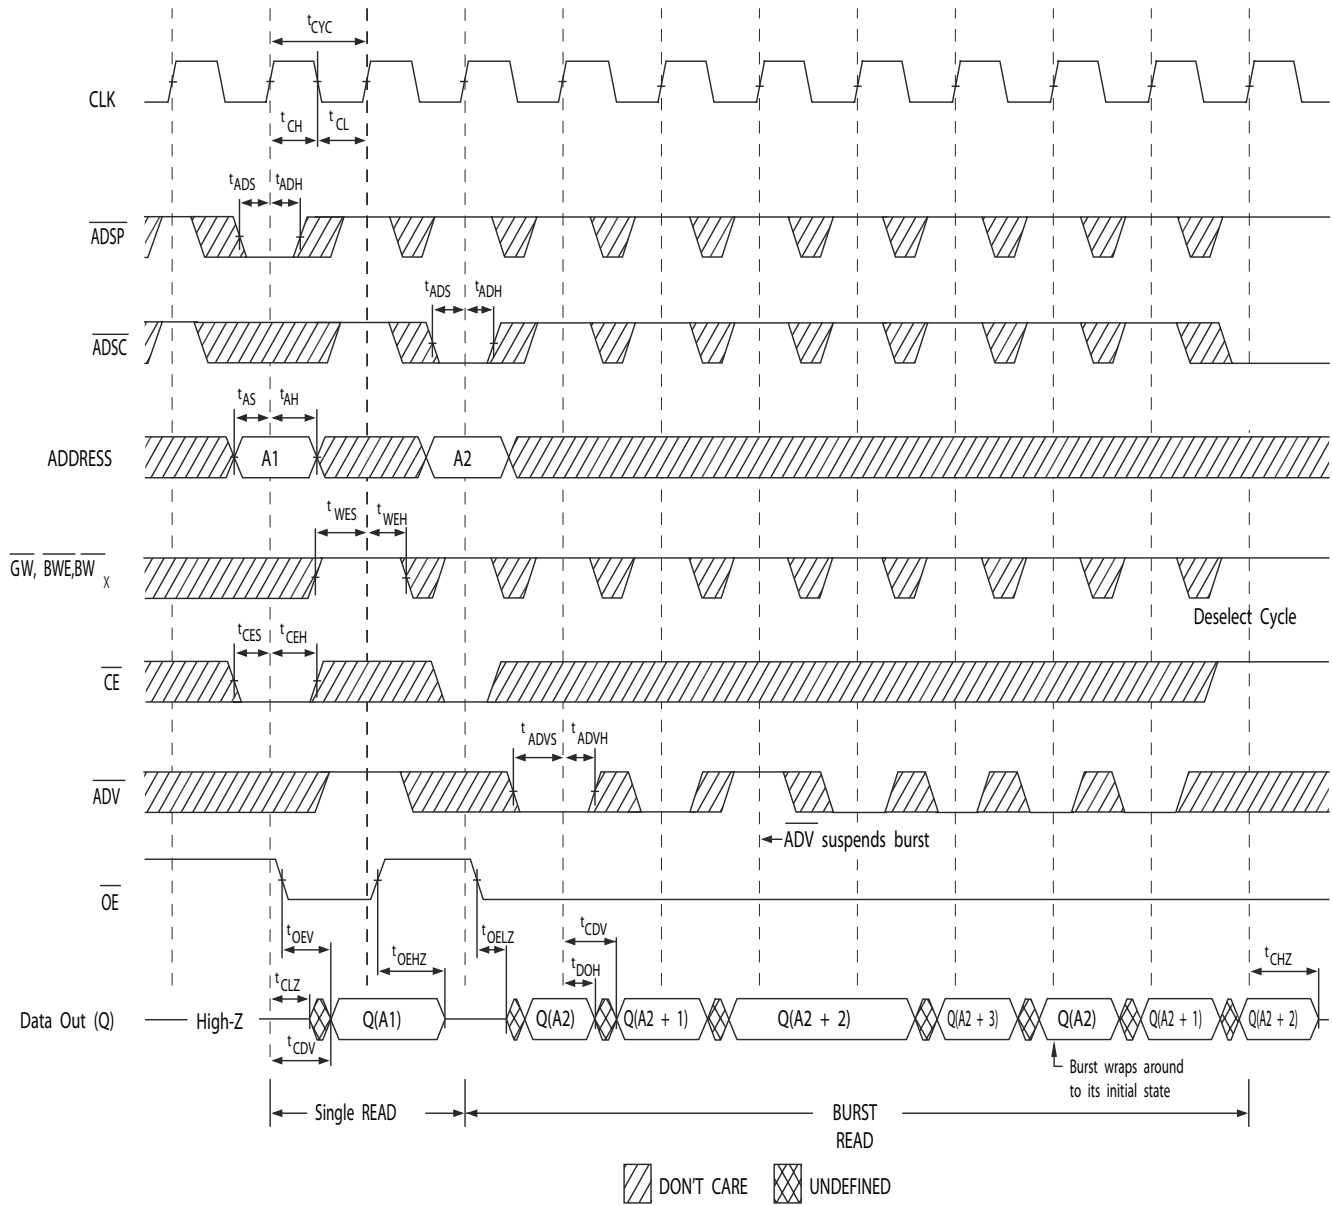 tCYC
CLK
tCH tCL
tADS tADH
ADSP
tADS tADH
ADSC
tAS tAH
ADDRESS A1 A2
tWES tWEH
GW, BWE,BW X
Deselect Cycle
tCES tCEH
CE
tADVS tADVH
ADV
ADV suspends burst
OE
tOEV tOEHZ tOELZ tCDV
tDOH tCHZ
tCLZ
Data Out (Q) High-Z Q(A1) Q(A2) Q(A2 + 1) Q(A2 + 2) Q(A2 + 3) Q(A2) Q(A2 + 1) Q(A2 + 2)
tCDV
Burst wraps around
to its initial state
Single READ BURST
READ
DON'T CARE UNDEFINED